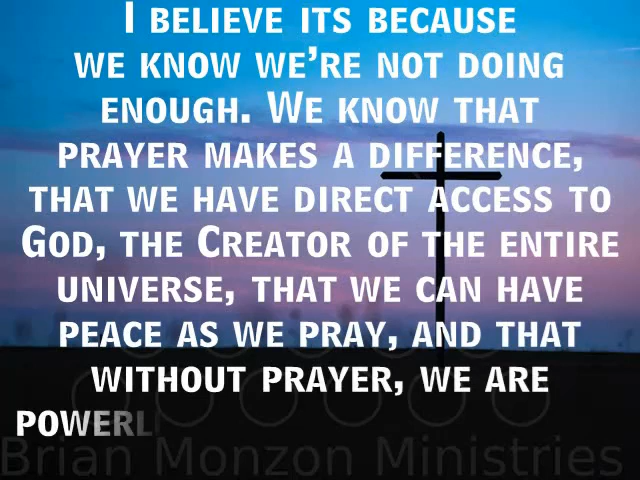 I BELIEVE ITS BECAUSE
WE KNOW WE'RE NOT DOING
ENOUGH. WE KNOW THAT
PRAYER MAKES A DIFFERENCE,
THAT WE HAVE DIRECT ACCESS TO
GOD, THE CREATOR OF THE ENTIRE
UNIVERSE, THAT WE CAN HAVE
PEACE AS WE PRAY, AND THAT
WITHOUT PRAYER, WE ARE
POWERL
Brian Monzon Ministries